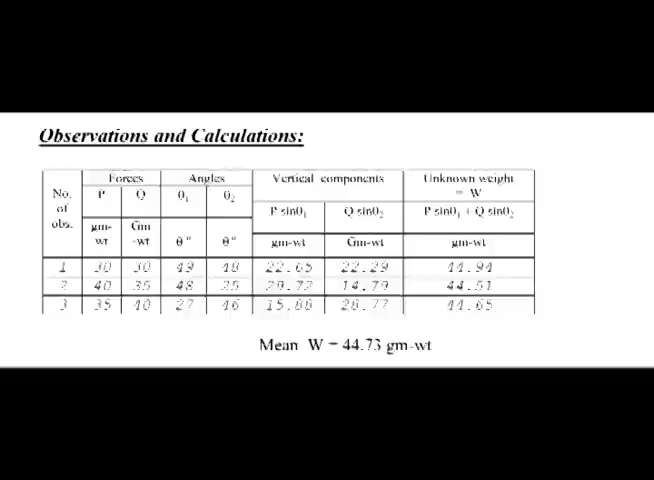 Observations and Calculations:
No. of obs. Forces Angles Vertical components Unknown weight = W
P Q θ₁ θ₂ P sinθ₁ Q sinθ₂ P sinθ₁ + Q sinθ₂
gm-wt Gm-wt θ° θ° gm-wt Gm-wt gm-wt
1 30 30 49 48 22.65 22.29 44.94
2 40 35 48 25 29.72 14.79 44.51
3 35 40 27 46 15.88 28.77 44.65
Mean W = 44.73 gm-wt